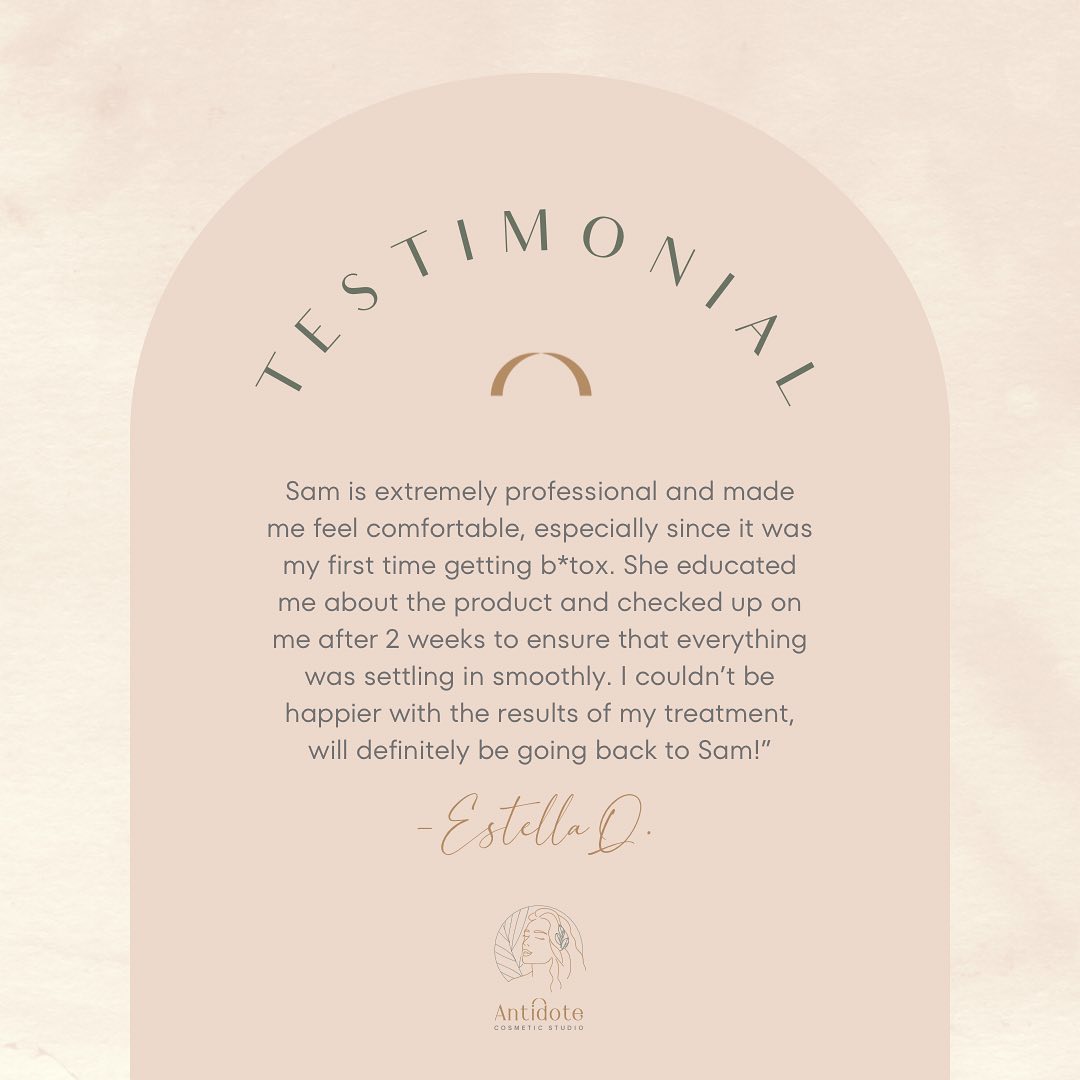 TESTIMONIAL
Sam is extremely professional and made
me feel comfortable, especially since it was
my first time getting b*tox. She educated
me about the product and checked up on
me after 2 weeks to ensure that everything
was settling in smoothly. I couldn’t be
happier with the results of my treatment,
will definitely be going back to Sam!”
- Estella D.
Antidote
COSMETIC STUDIO